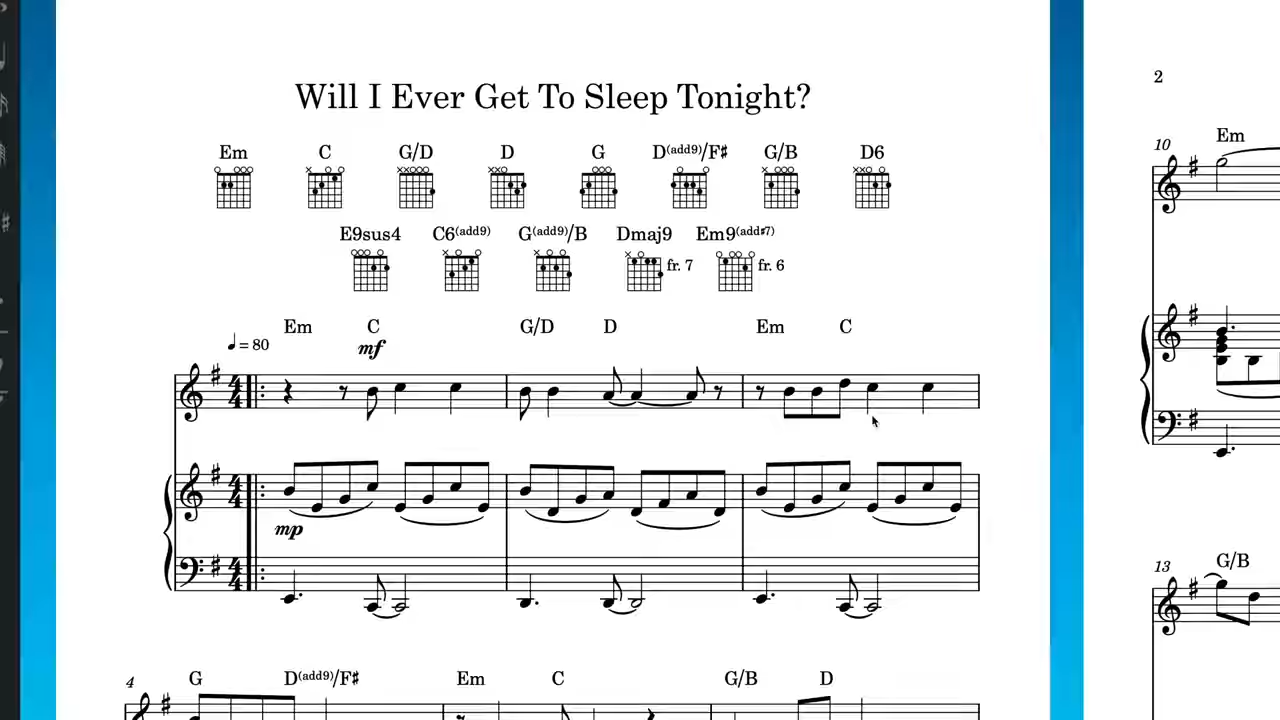 Will I Ever Get To Sleep Tonight?
Em C G/D D G D(add9)/F♯ G/B D6
E9sus4 C6(add9) G(add9)/B Dmaj9 fr. 7 Em9(add♯7) fr. 6
Em C G/D D Em C
♩ = 80
mf
mp
4
G D(add9)/F♯ Em C G/B D
2
10
Em
13
G/B